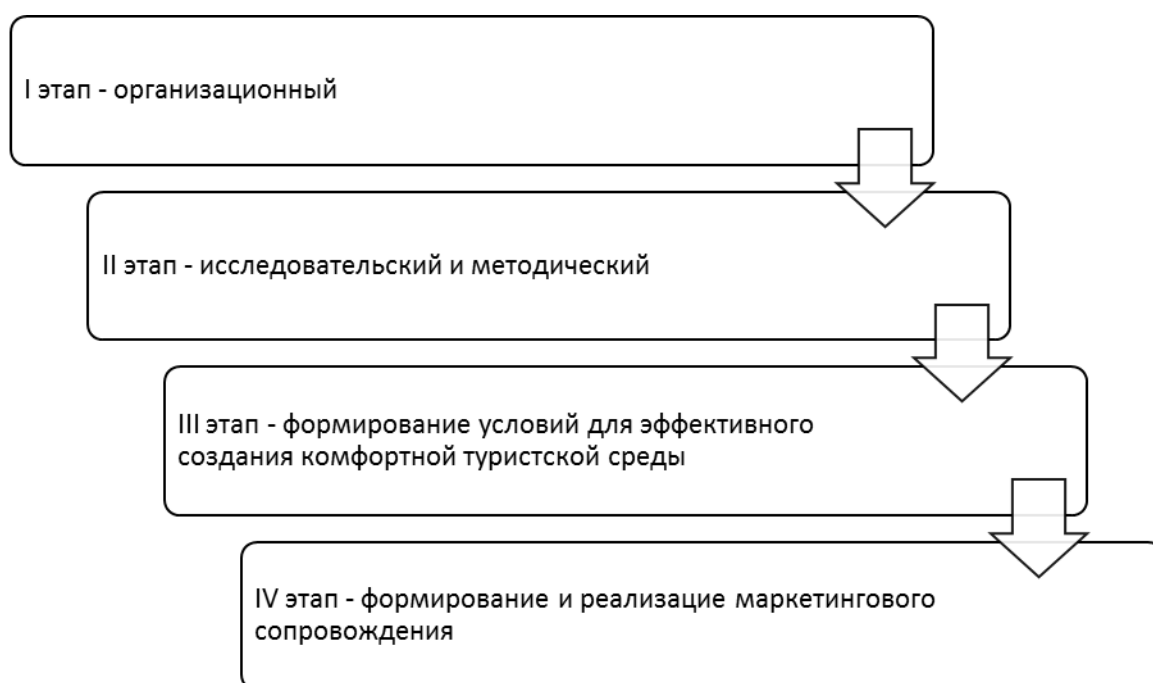 I этап - организационный
II этап - исследовательский и методический
III этап - формирование условий для эффективного
создания комфортной туристской среды
IV этап - формирование и реализацие маркетингового
сопровождения